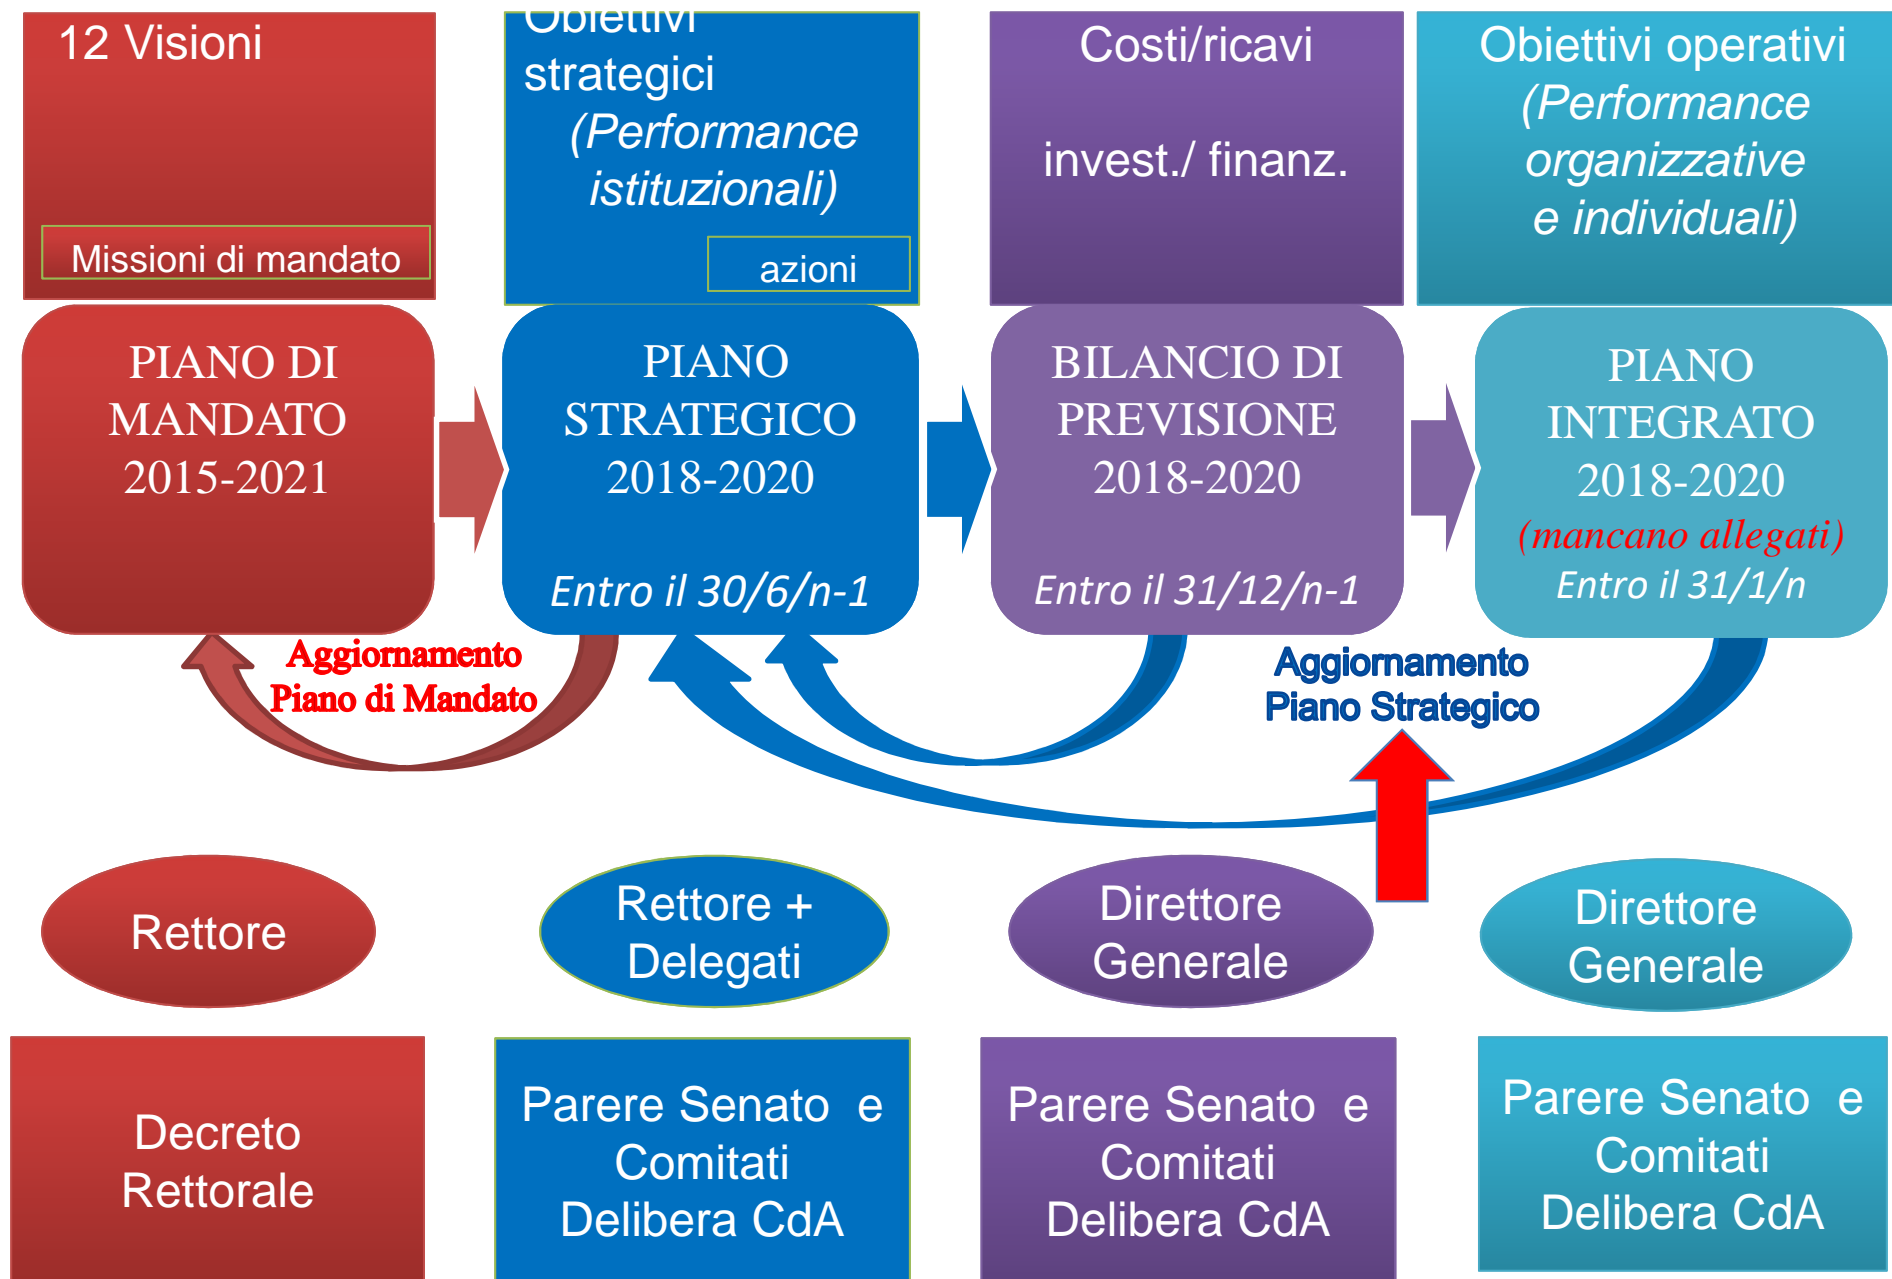 12 Visioni
Missioni di mandato
Obiettivi
strategici
(Performance
istituzionali)
azioni
Costi/ricavi
invest./ finanz.
Obiettivi operativi
(Performance
organizzative
e individuali)
PIANO DI
MANDATO
2015-2021
PIANO
STRATEGICO
2018-2020
Entro il 30/6/n-1
BILANCIO DI
PREVISIONE
2018-2020
Entro il 31/12/n-1
PIANO
INTEGRATO
2018-2020
(mancano allegati)
Entro il 31/1/n
Aggiornamento
Piano di Mandato
Aggiornamento
Piano Strategico
Rettore
Rettore +
Delegati
Direttore
Generale
Direttore
Generale
Decreto
Rettorale
Parere Senato  e
Comitati
Delibera CdA
Parere Senato  e
Comitati
Delibera CdA
Parere Senato  e
Comitati
Delibera CdA